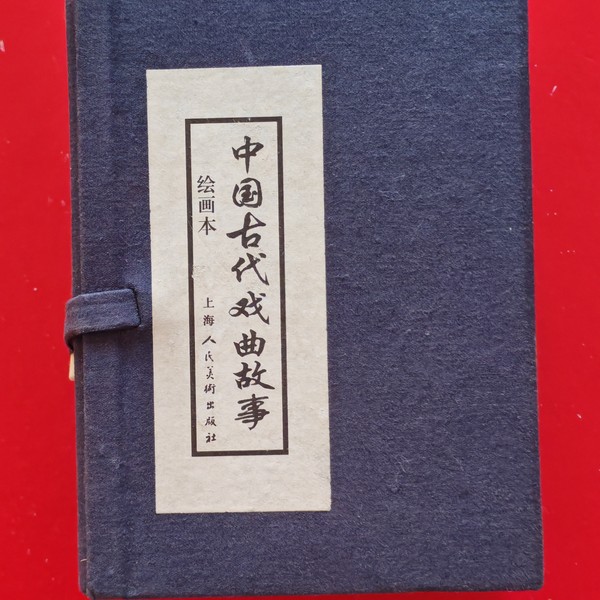 中国古代戏曲故事
绘画本
上海人民美術出版社